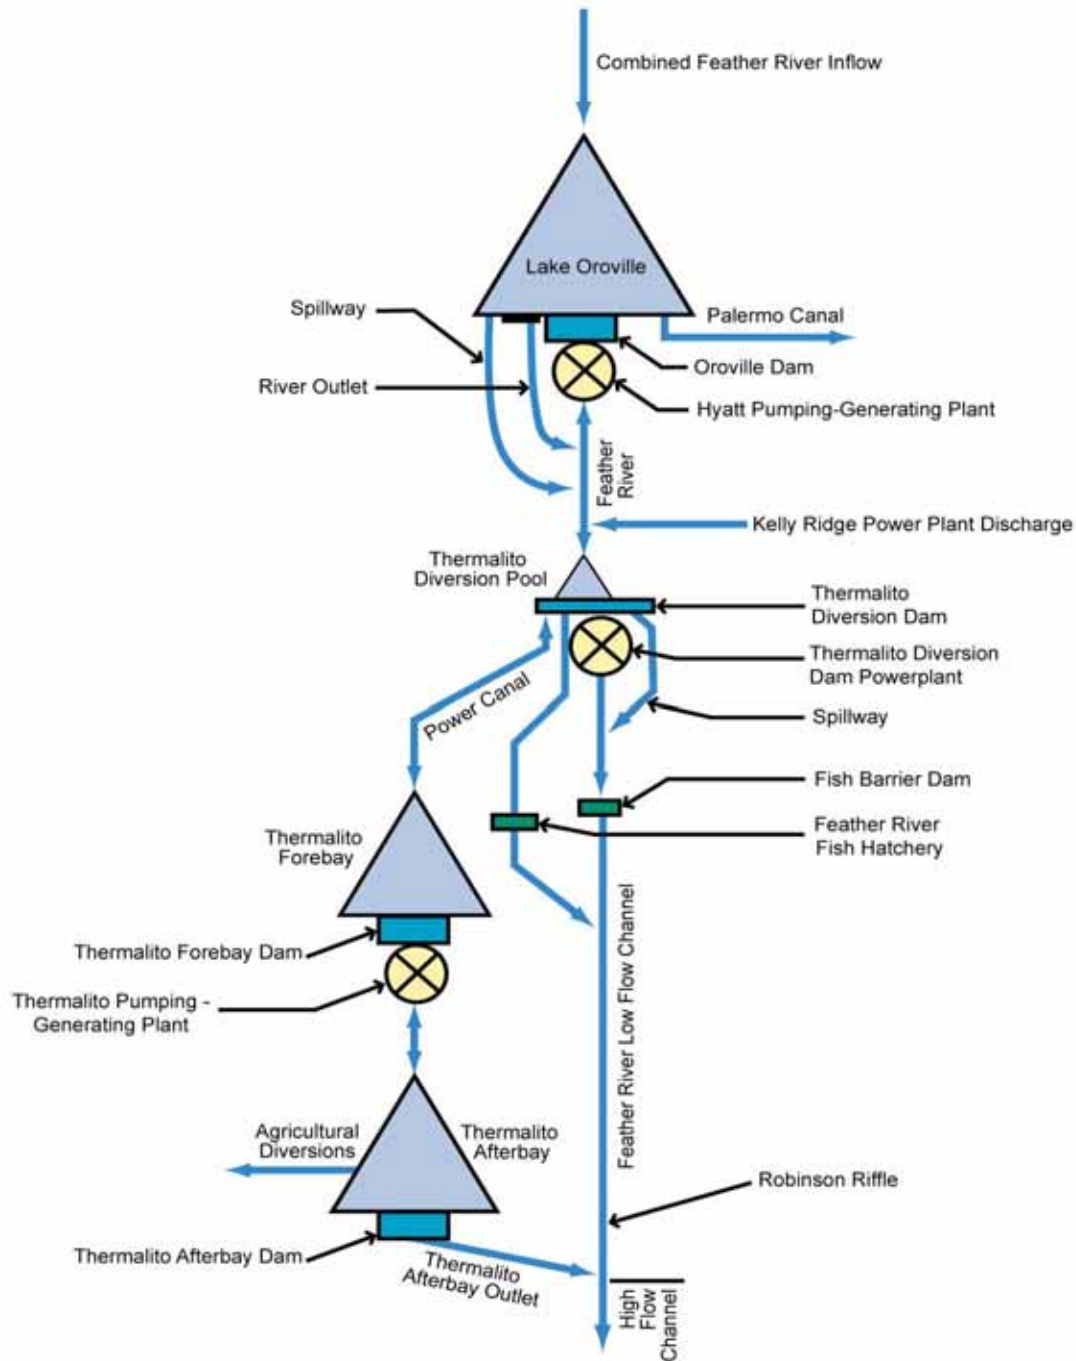 Combined Feather River Inflow
Lake Oroville
Spillway
Palermo Canal
River Outlet
Oroville Dam
Hyatt Pumping-Generating Plant
Feather
River
Kelly Ridge Power Plant Discharge
Thermalito
Diversion Pool
Thermalito
Diversion Dam
Thermalito Diversion
Dam Powerplant
Power Canal
Spillway
Fish Barrier Dam
Thermalito
Forebay
Feather River
Fish Hatchery
Thermalito Forebay Dam
Thermalito Pumping -
Generating Plant
Feather River Low Flow Channel
Agricultural
Diversions
Thermalito
Afterbay
Robinson Riffle
Thermalito Afterbay Dam
Thermalito
Afterbay Outlet
High
Flow
Channel